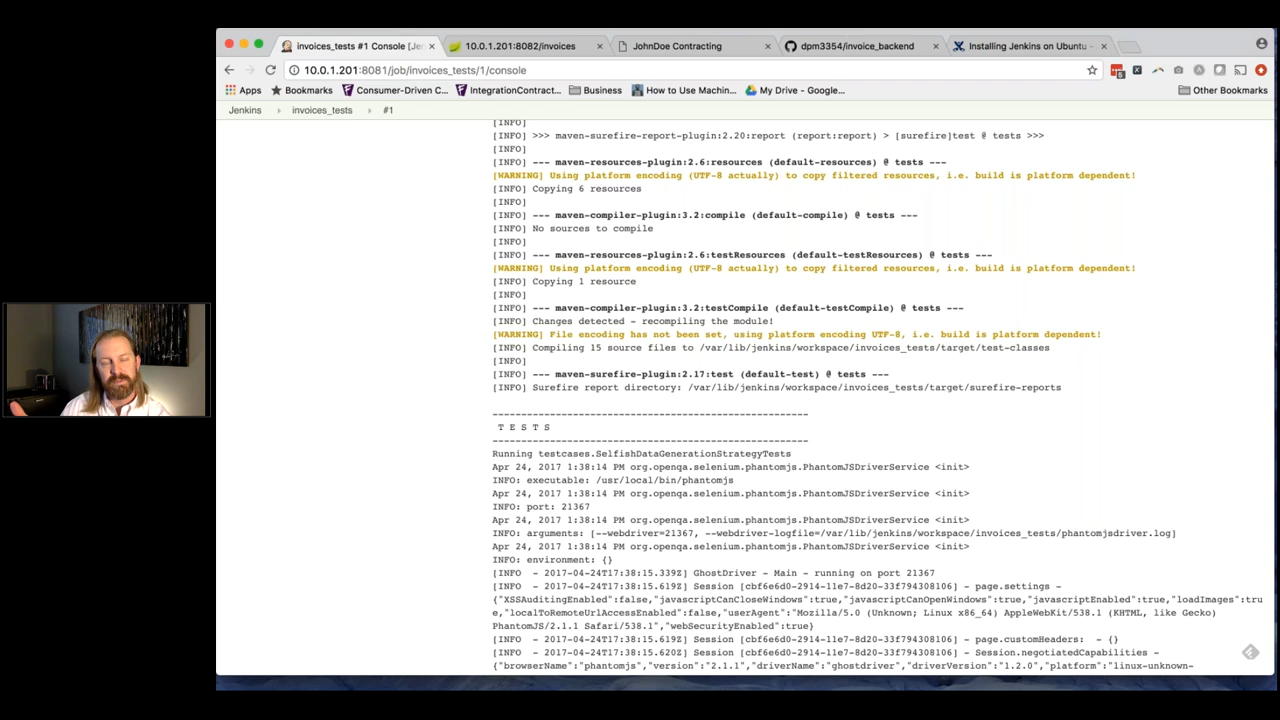 invoices_tests #1 Console [Je
10.0.1.201:8082/invoices
JohnDoe Contracting
dpm3354/invoice_backend
Installing Jenkins on Ubuntu -
10.0.1.201:8081/job/invoices_tests/1/console
Apps
Bookmarks
Consumer-Driven C...
IntegrationContract...
Business
How to Use Machin...
My Drive - Google...
Other Bookmarks
Jenkins
invoices_tests
#1
[INFO]
[INFO] >>> maven-surefire-report-plugin:2.20:report (report:report) > [surefire]test @ tests >>>
[INFO]
[INFO] --- maven-resources-plugin:2.6:resources (default-resources) @ tests ---
[WARNING] Using platform encoding (UTF-8 actually) to copy filtered resources, i.e. build is platform dependent!
[INFO] Copying 6 resources
[INFO]
[INFO] --- maven-compiler-plugin:3.2:compile (default-compile) @ tests ---
[INFO] No sources to compile
[INFO]
[INFO] --- maven-resources-plugin:2.6:testResources (default-testResources) @ tests ---
[WARNING] Using platform encoding (UTF-8 actually) to copy filtered resources, i.e. build is platform dependent!
[INFO] Copying 1 resource
[INFO]
[INFO] --- maven-compiler-plugin:3.2:testCompile (default-testCompile) @ tests ---
[INFO] Changes detected - recompiling the module!
[WARNING] File encoding has not been set, using platform encoding UTF-8, i.e. build is platform dependent!
[INFO] Compiling 15 source files to /var/lib/jenkins/workspace/invoices_tests/target/test-classes
[INFO]
[INFO] --- maven-surefire-plugin:2.17:test (default-test) @ tests ---
[INFO] Surefire report directory: /var/lib/jenkins/workspace/invoices_tests/target/surefire-reports
-------------------------------------------------------
T E S T S
-------------------------------------------------------
Running testcases.SelfishDataGenerationStrategyTests
Apr 24, 2017 1:38:14 PM org.openqa.selenium.phantomjs.PhantomJSDriverService <init>
INFO: executable: /usr/local/bin/phantomjs
Apr 24, 2017 1:38:14 PM org.openqa.selenium.phantomjs.PhantomJSDriverService <init>
INFO: port: 21367
Apr 24, 2017 1:38:14 PM org.openqa.selenium.phantomjs.PhantomJSDriverService <init>
INFO: arguments: [--webdriver=21367, --webdriver-logfile=/var/lib/jenkins/workspace/invoices_tests/phantomjsdriver.log]
Apr 24, 2017 1:38:14 PM org.openqa.selenium.phantomjs.PhantomJSDriverService <init>
INFO: environment: {}
[INFO  - 2017-04-24T17:38:15.339Z] GhostDriver - Main - running on port 21367
[INFO  - 2017-04-24T17:38:15.619Z] Session [cbf6e6d0-2914-11e7-8d20-33f794308106] - page.settings -
{"XSSAuditingEnabled":false,"javascriptCanCloseWindows":true,"javascriptCanOpenWindows":true,"javascriptEnabled":true,"loadImages":tru
e,"localToRemoteUrlAccessEnabled":false,"userAgent":"Mozilla/5.0 (Unknown; Linux x86_64) AppleWebKit/538.1 (KHTML, like Gecko)
PhantomJS/2.1.1 Safari/538.1","webSecurityEnabled":true}
[INFO  - 2017-04-24T17:38:15.619Z] Session [cbf6e6d0-2914-11e7-8d20-33f794308106] - page.customHeaders:  - {}
[INFO  - 2017-04-24T17:38:15.620Z] Session [cbf6e6d0-2914-11e7-8d20-33f794308106] - Session.negotiatedCapabilities -
{"browserName":"phantomjs","version":"2.1.1","driverName":"ghostdriver","driverVersion":"1.2.0","platform":"linux-unknown-